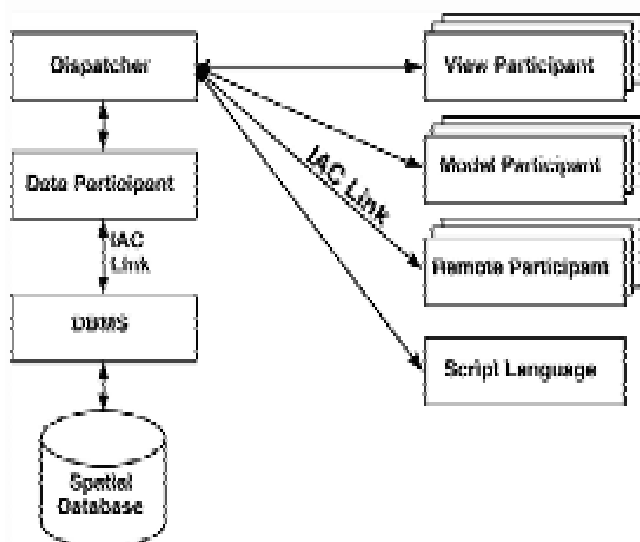 Dispatcher
View Participant
Data Participant
Model Participant
IAC Link
IAC
Link
Remote Participant
DBMS
Script Language
Spatial
Database